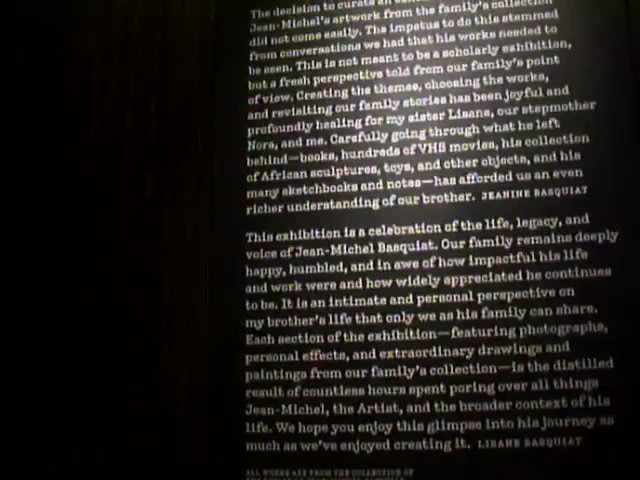 The decision to curate an
Jean-Michel's artwork from the family's collection
did not come easily. The impetus to do this stemmed
from conversations we had that his works needed to
be seen. This is not meant to be a scholarly exhibition,
but a fresh perspective told from our family's point
of view. Creating the themes, choosing the works,
and revisiting our family stories has been joyful and
profoundly healing for my sister Lisane, our stepmother
Nora, and me. Carefully going through what he left
behind—books, hundreds of VHS movies, his collection
of African sculptures, toys, and other objects, and his
many sketchbooks and notes—has afforded us an even
richer understanding of our brother. JEANINE BASQUIAT
This exhibition is a celebration of the life, legacy, and
voice of Jean-Michel Basquiat. Our family remains deeply
happy, humbled, and in awe of how impactful his life
and work were and how widely appreciated he continues
to be. It is an intimate and personal perspective on
my brother's life that only we as his family can share.
Each section of the exhibition—featuring photographs,
personal effects, and extraordinary drawings and
paintings from our family's collection—is the distilled
result of countless hours spent poring over all things
Jean-Michel, the Artist, and the broader context of his
life. We hope you enjoy this glimpse into his journey as
much as we've enjoyed creating it. LISANE BASQUIAT
ALL WORKS ARE FROM THE COLLECTION OF